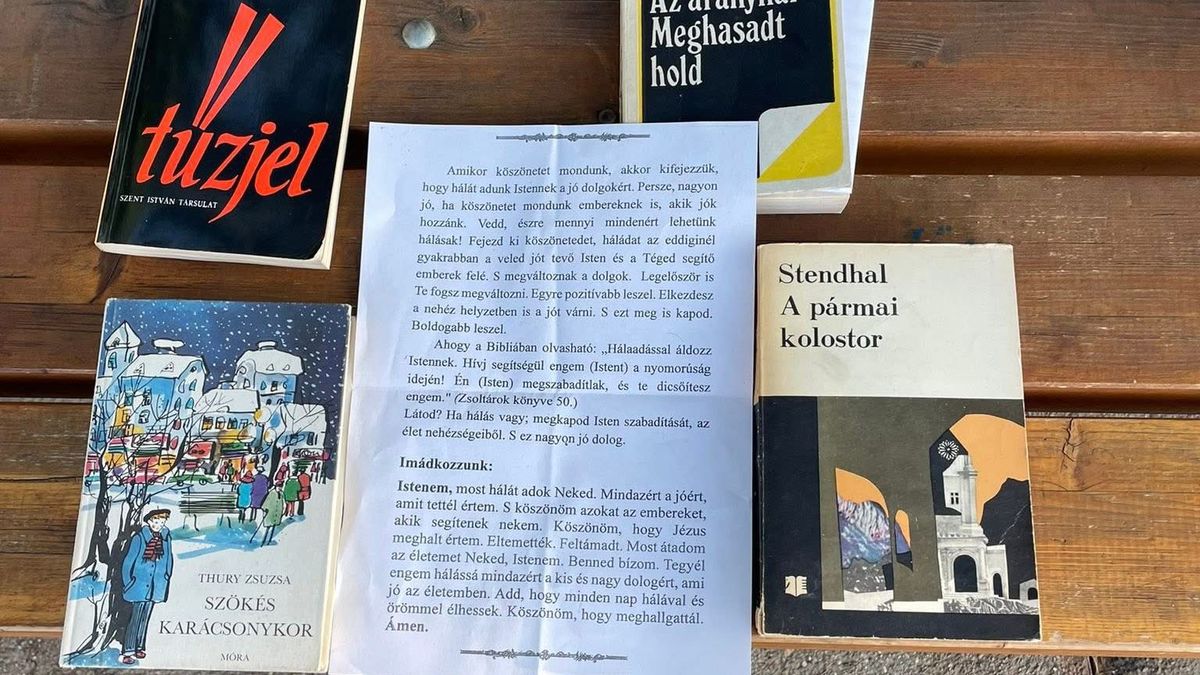 tűzjel
SZENT ISTVÁN TÁRSULAT
Meghasadt
hold
Amikor köszönetet mondunk, akkor kifejezzük,
hogy hálát adunk Istennek a jó dolgokért. Persze, nagyon
jó, ha köszönetet mondunk embereknek is, akik jók
hozzánk. Vedd, észre mennyi mindenért lehetünk
hálásak! Fejezd ki köszönetedet, háládat az eddiginél
gyakrabban a veled jót tevő Isten és a Téged segítő
emberek felé. S megváltoznak a dolgok. Legelőször is
Te fogsz megváltozni. Egyre pozitívabb leszel. Elkezdesz
a nehéz helyzetben is a jót várni. S ezt meg is kapod.
Boldogabb leszel.
Ahogy a Bibliában olvasható: „Hálaadással áldozz
Istennek. Hívj segítségül engem (Istent) a nyomorúság
idején! Én (Isten) megszabadítlak, és te dicsőítesz
engem." (Zsoltárok könyve 50.)
Látod? Ha hálás vagy; megkapod Isten szabadítását, az
élet nehézségeiből. S ez nagyon jó dolog.
Imádkozzunk:
Istenem, most hálát adok Neked. Mindazért a jóért,
amit tettél értem. S köszönöm azokat az embereket,
akik segítenek nekem. Köszönöm, hogy Jézus
meghalt értem. Eltemették. Feltámadt. Most átadom
az életemet Neked, Istenem. Benned bízom. Tegyél
engem hálássá mindazért a kis és nagy dologért, ami
jó az életemben. Add, hogy minden nap hálával és
örömmel élhessek. Köszönöm, hogy meghallgattál.
Ámen.
Stendhal
A pármai
kolostor
THURY ZSUZSA
SZÖKÉS
KARÁCSONYKOR
MÓRA